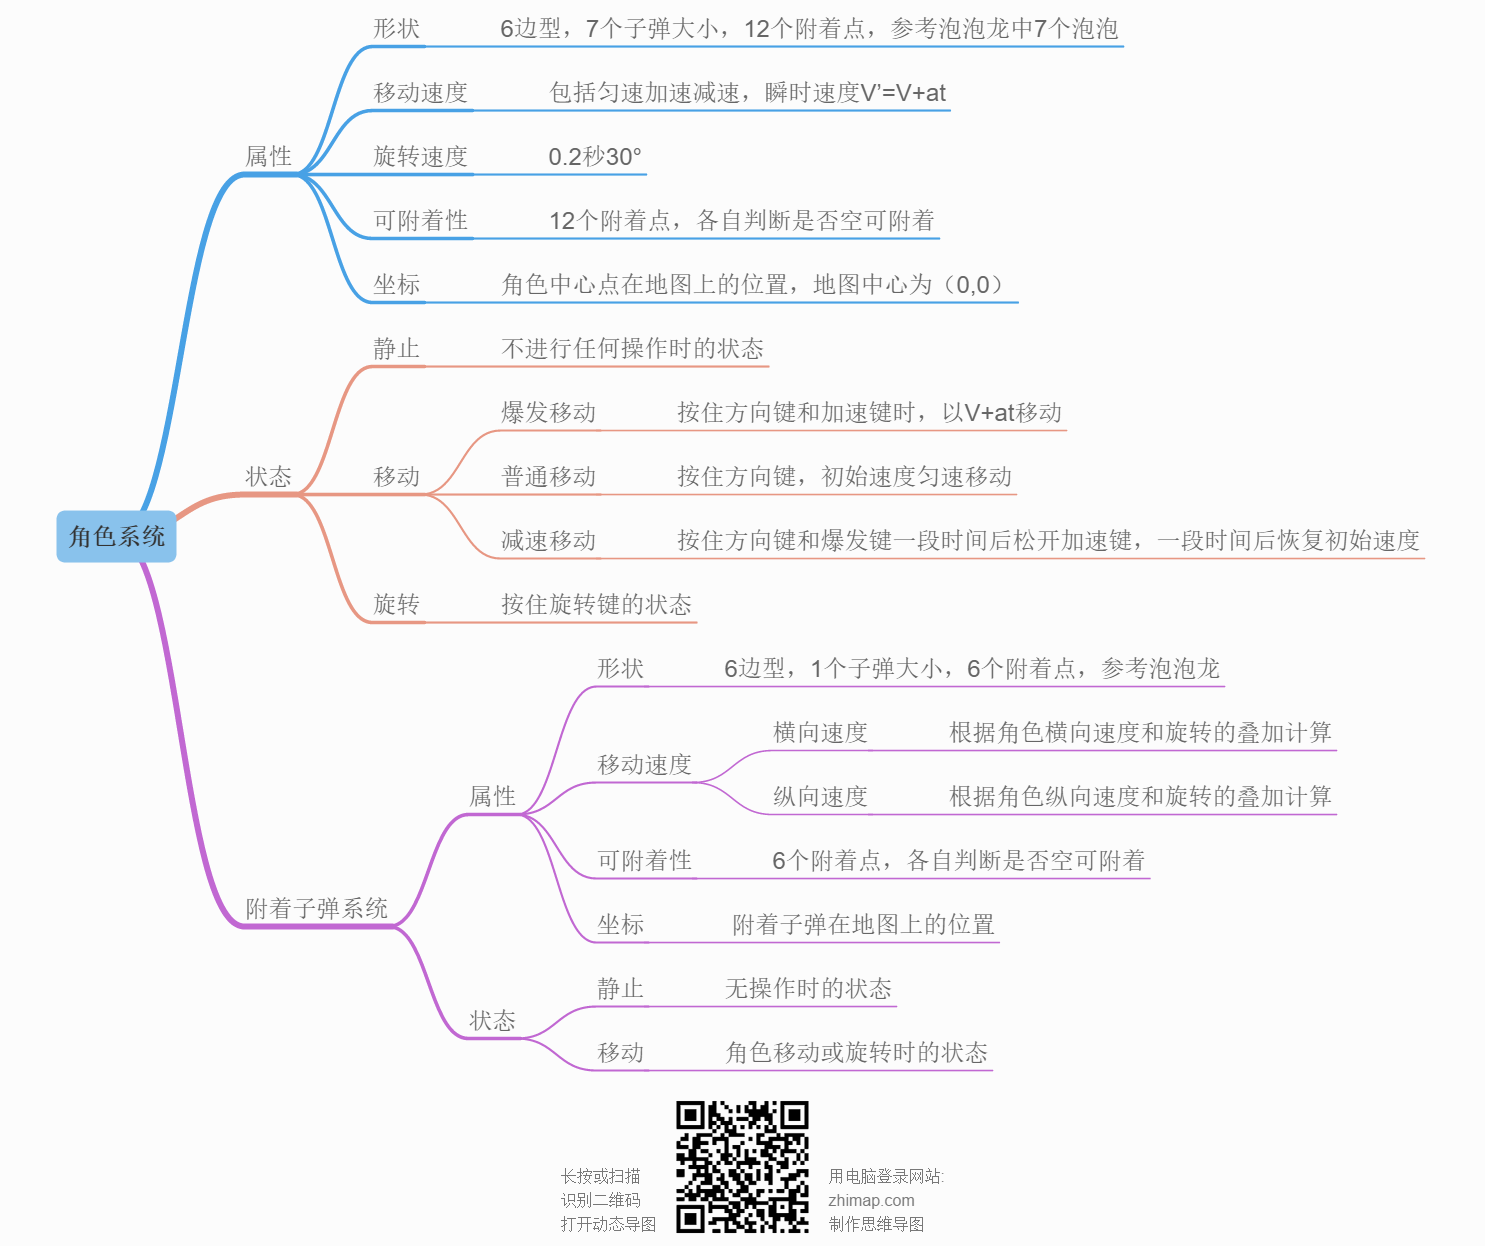 角色系统
属性
形状
6边型，7个子弹大小，12个附着点，参考泡泡龙中7个泡泡
移动速度
包括匀速加速减速，瞬时速度V’=V+at
旋转速度
0.2秒30°
可附着性
12个附着点，各自判断是否空可附着
坐标
角色中心点在地图上的位置，地图中心为（0,0）
状态
静止
不进行任何操作时的状态
移动
爆发移动
按住方向键和加速键时，以V+at移动
普通移动
按住方向键，初始速度匀速移动
减速移动
按住方向键和爆发键一段时间后松开加速键，一段时间后恢复初始速度
旋转
按住旋转键的状态
附着子弹系统
属性
形状
6边型，1个子弹大小，6个附着点，参考泡泡龙
移动速度
横向速度
根据角色横向速度和旋转的叠加计算
纵向速度
根据角色纵向速度和旋转的叠加计算
可附着性
6个附着点，各自判断是否空可附着
坐标
附着子弹在地图上的位置
状态
静止
无操作时的状态
移动
角色移动或旋转时的状态
长按或扫描
识别二维码
打开动态导图
用电脑登录网站:
zhimap.com
制作思维导图